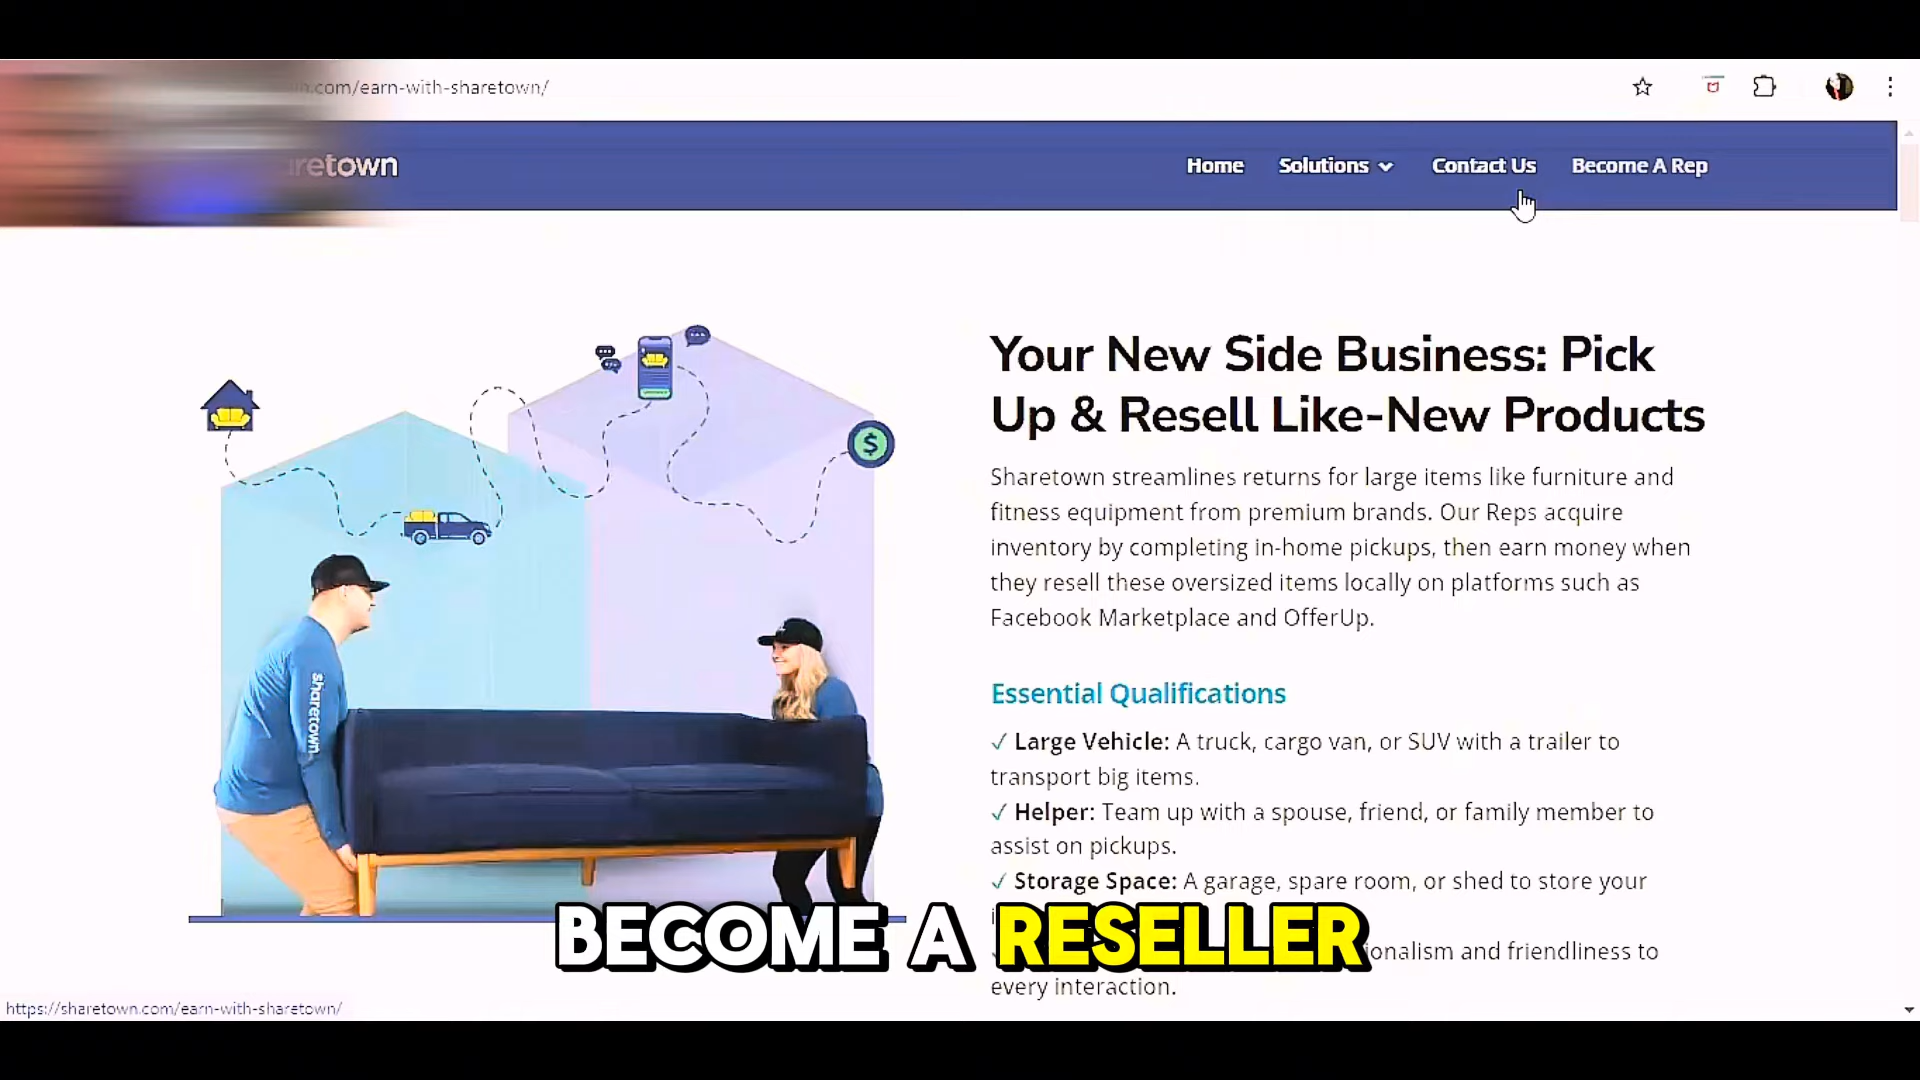 .com/earn-with-sharetown/
retown
Home Solutions Contact Us Become A Rep
Your New Side Business: Pick
Up & Resell Like-New Products
Sharetown streamlines returns for large items like furniture and
fitness equipment from premium brands. Our Reps acquire
inventory by completing in-home pickups, then earn money when
they resell these oversized items locally on platforms such as
Facebook Marketplace and OfferUp.
Essential Qualifications
✓ Large Vehicle: A truck, cargo van, or SUV with a trailer to
transport big items.
✓ Helper: Team up with a spouse, friend, or family member to
assist on pickups.
✓ Storage Space: A garage, spare room, or shed to store your
onalism and friendliness to
every interaction.
sharetown
BECOME A RESELLER
https://sharetown.com/earn-with-sharetown/